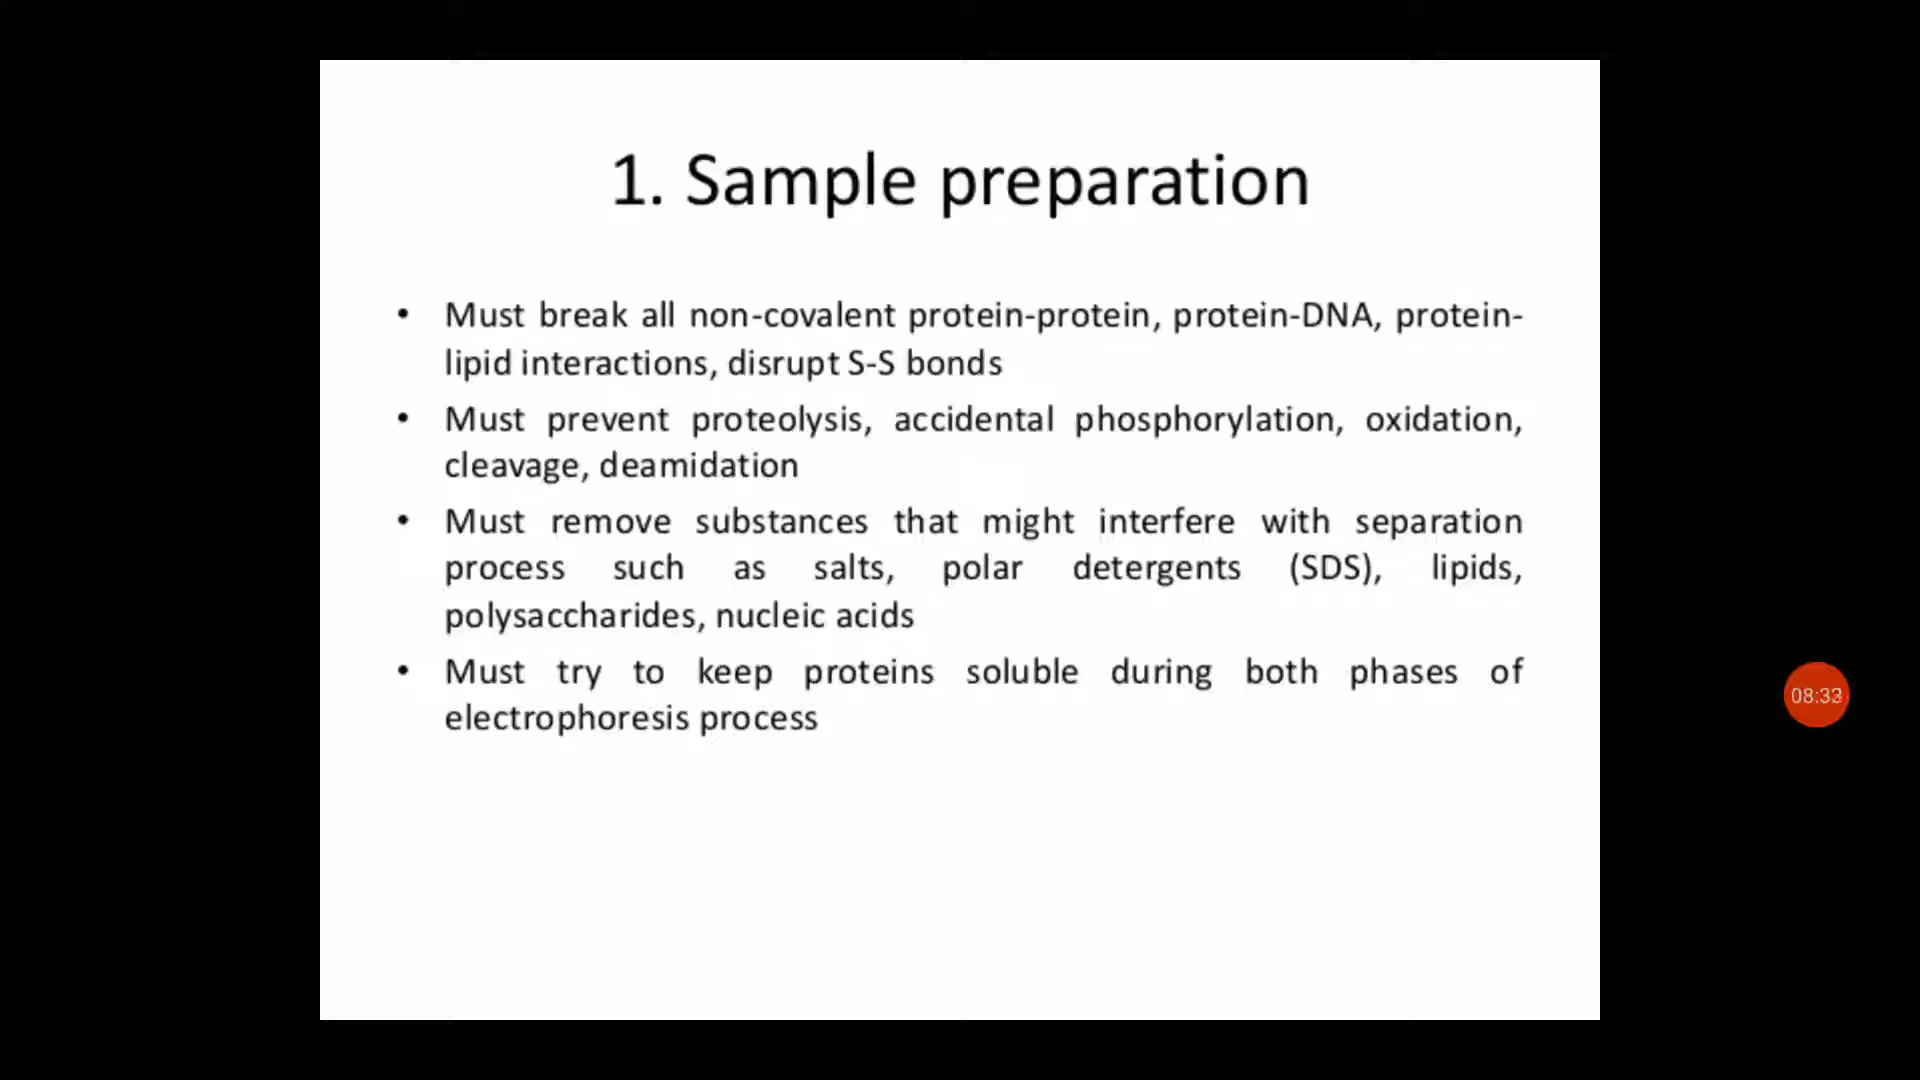 1. Sample preparation
• Must break all non-covalent protein-protein, protein-DNA, protein-
lipid interactions, disrupt S-S bonds
• Must prevent proteolysis, accidental phosphorylation, oxidation,
cleavage, deamidation
• Must remove substances that might interfere with separation
process such as salts, polar detergents (SDS), lipids,
polysaccharides, nucleic acids
• Must try to keep proteins soluble during both phases of
electrophoresis process